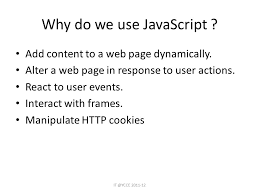 Why do we use JavaScript ?
• Add content to a web page dynamically.
• Alter a web page in response to user actions.
• React to user events.
• Interact with frames.
• Manipulate HTTP cookies